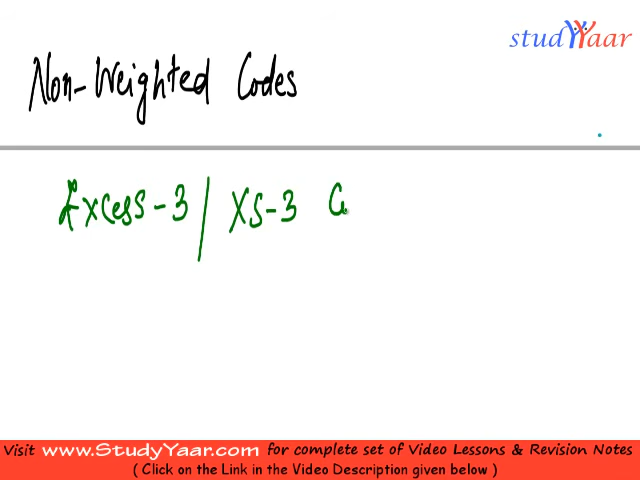 studYYaar
Non-Weighted Codes
Excess-3 / XS-3 C
Visit www.StudyYaar.com for complete set of Video Lessons & Revision Notes
( Click on the Link in the Video Description given below )